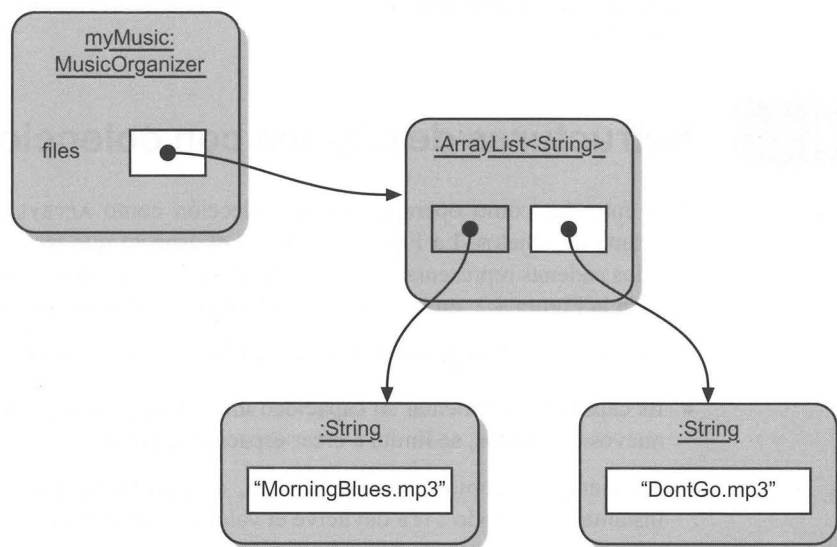 myMusic:
MusicOrganizer
files
:ArrayList<String>
:String
"MorningBlues.mp3"
:String
"DontGo.mp3"